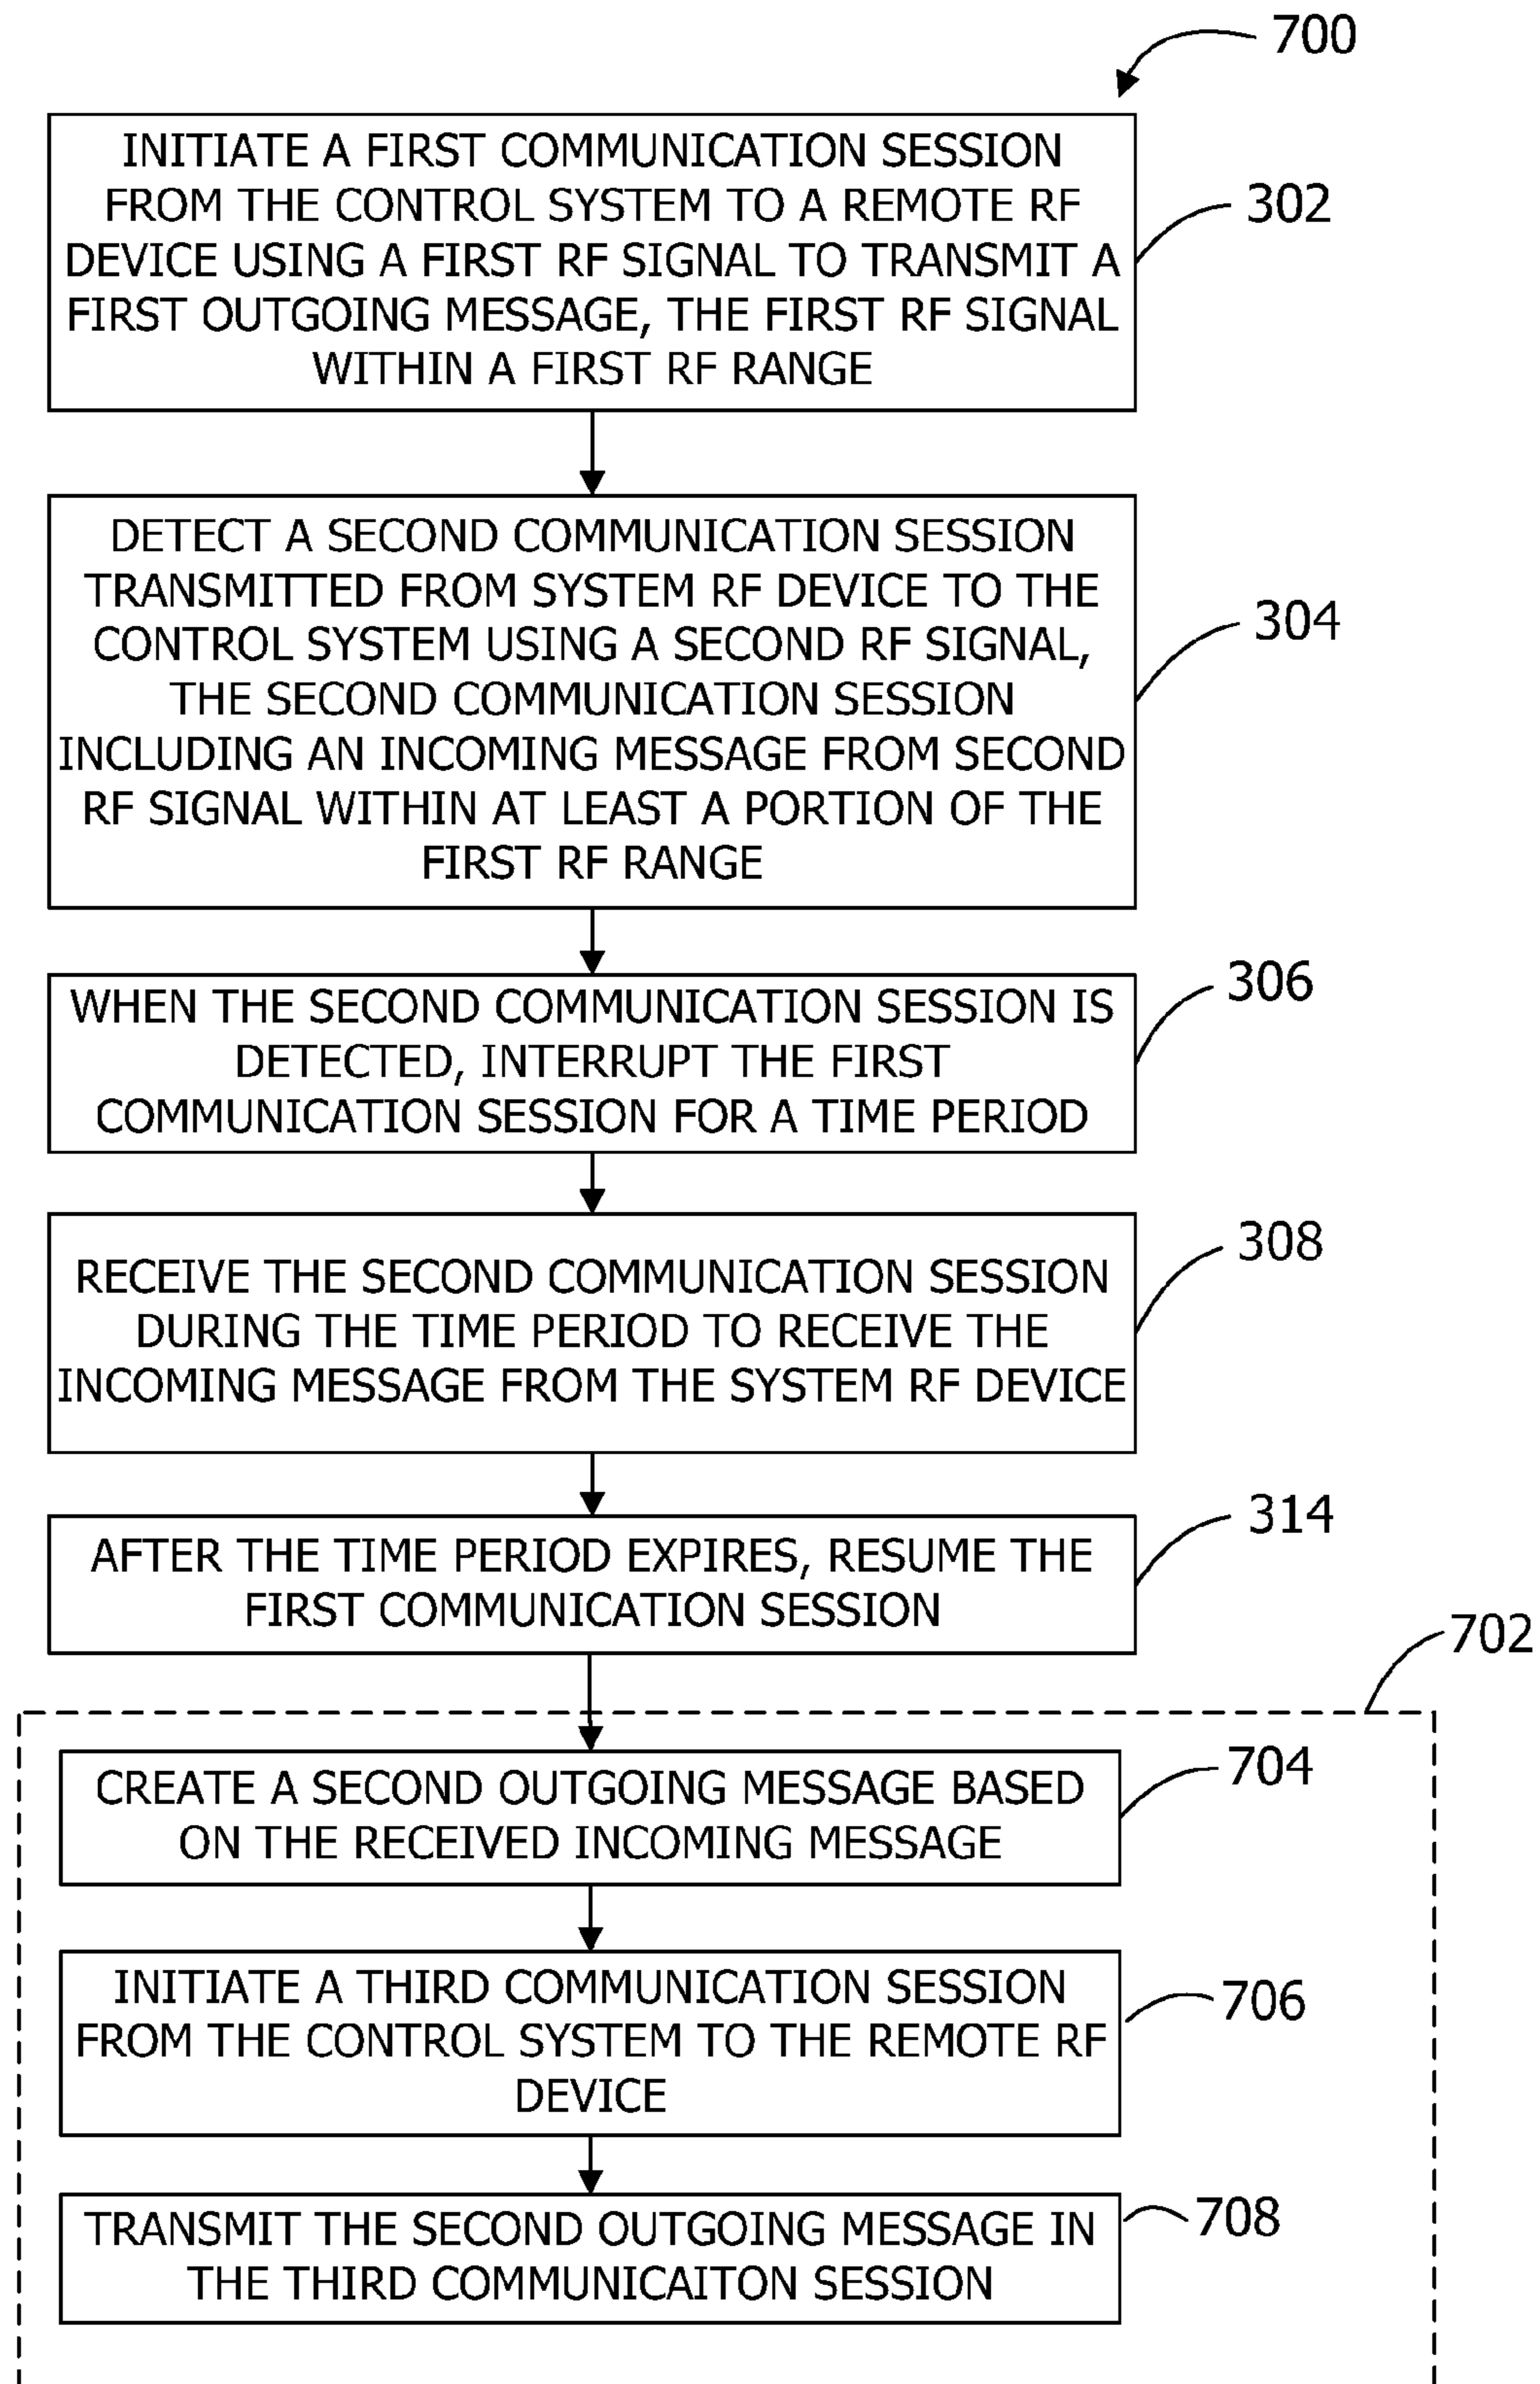 700
INITIATE A FIRST COMMUNICATION SESSION
FROM THE CONTROL SYSTEM TO A REMOTE RF
DEVICE USING A FIRST RF SIGNAL TO TRANSMIT A
FIRST OUTGOING MESSAGE, THE FIRST RF SIGNAL
WITHIN A FIRST RF RANGE
302
DETECT A SECOND COMMUNICATION SESSION
TRANSMITTED FROM SYSTEM RF DEVICE TO THE
CONTROL SYSTEM USING A SECOND RF SIGNAL,
THE SECOND COMMUNICATION SESSION
INCLUDING AN INCOMING MESSAGE FROM SECOND
RF SIGNAL WITHIN AT LEAST A PORTION OF THE
FIRST RF RANGE
304
WHEN THE SECOND COMMUNICATION SESSION IS
DETECTED, INTERRUPT THE FIRST
COMMUNICATION SESSION FOR A TIME PERIOD
306
RECEIVE THE SECOND COMMUNICATION SESSION
DURING THE TIME PERIOD TO RECEIVE THE
INCOMING MESSAGE FROM THE SYSTEM RF DEVICE
308
AFTER THE TIME PERIOD EXPIRES, RESUME THE
FIRST COMMUNICATION SESSION
314
702
CREATE A SECOND OUTGOING MESSAGE BASED
ON THE RECEIVED INCOMING MESSAGE
704
INITIATE A THIRD COMMUNICATION SESSION
FROM THE CONTROL SYSTEM TO THE REMOTE RF
DEVICE
706
TRANSMIT THE SECOND OUTGOING MESSAGE IN
THE THIRD COMMUNICAITON SESSION
708